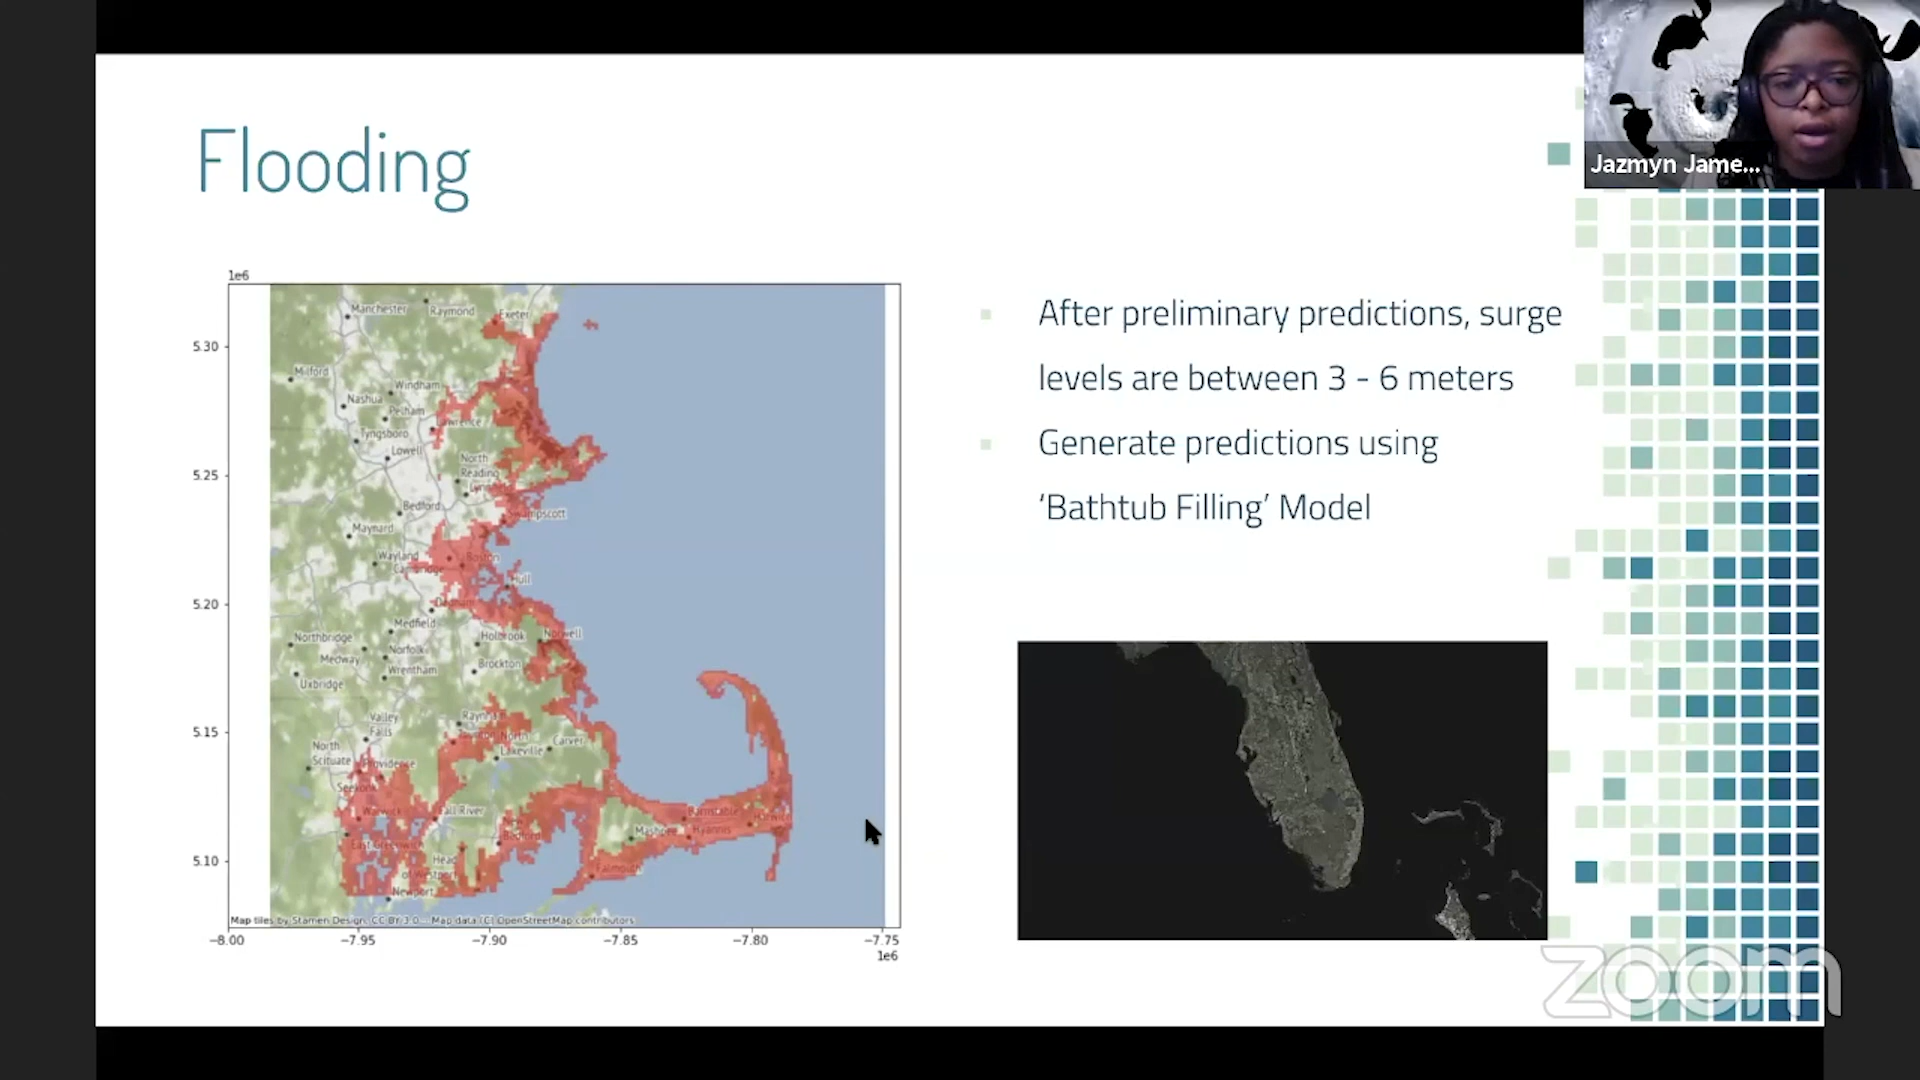 Jazmyn Jame...
Flooding
After preliminary predictions, surge
levels are between 3 - 6 meters
Generate predictions using
‘Bathtub Filling’ Model
1e6
5.30
5.25
5.20
5.15
5.10
−8.00
−7.95
−7.90
−7.85
−7.80
−7.75
1e6
Manchester
Raymond
Exeter
Milford
Windham
Nashua
Pelham
Lawrence
Tyngsboro
Lowell
North
Reading
Bedford
Swampscott
Maynard
Wayland
Boston
Cambridge
Hull
Dedham
Medfield
Northbridge
Holbrook
Norwell
Norfolk
Medway
Wrentham
Brockton
Uxbridge
Valley
Falls
North
Scituate
Carver
Lakeville
Providence
Seekonk
Warwick
Fall River
New
Bedford
Barnstable
Harwich
Hyannis
East Greenwich
Head
of Westport
Falmouth
Newport
Map tiles by Stamen Design, CC BY 3.0 -- Map data (C) OpenStreetMap contributors
zoom